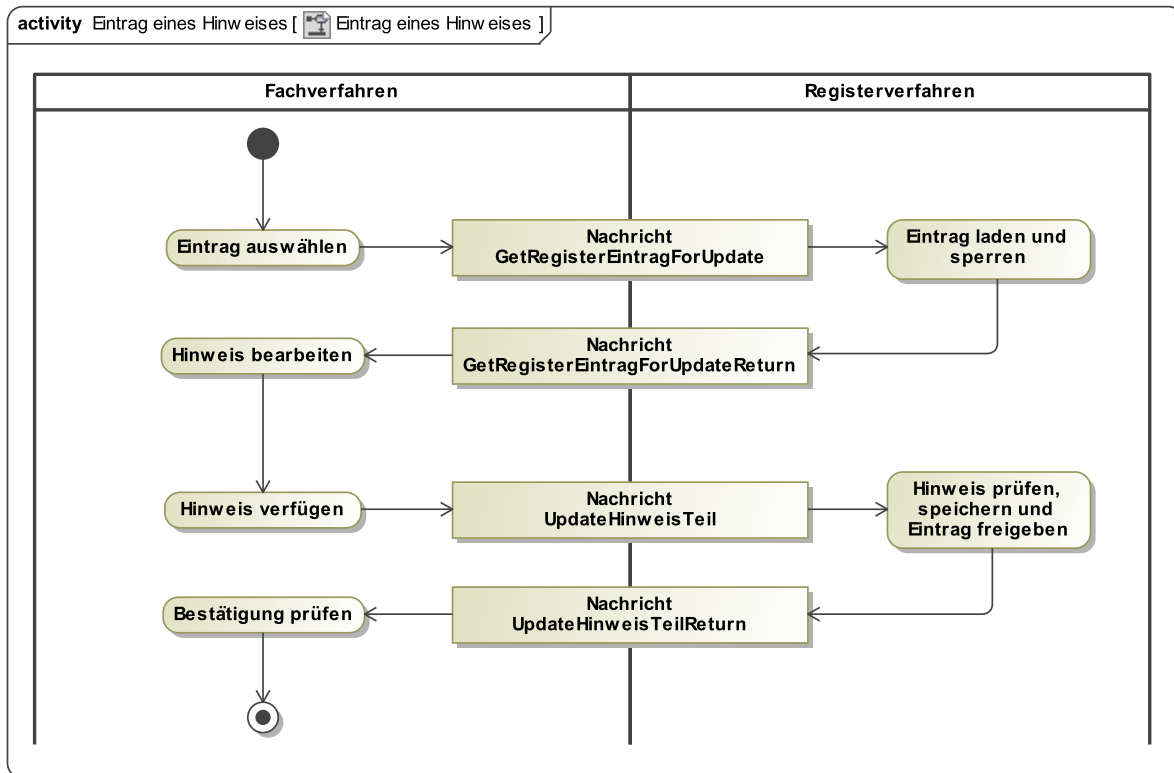 activity Eintrag eines Hinweises [ Eintrag eines Hinweises ]
Fachverfahren
Registerverfahren
Eintrag auswählen
Nachricht
GetRegisterEintragForUpdate
Eintrag laden und
sperren
Hinweis bearbeiten
Nachricht
GetRegisterEintragForUpdateReturn
Hinweis verfügen
Nachricht
UpdateHinweisTeil
Hinweis prüfen,
speichern und
Eintrag freigeben
Bestätigung prüfen
Nachricht
UpdateHinweisTeilReturn